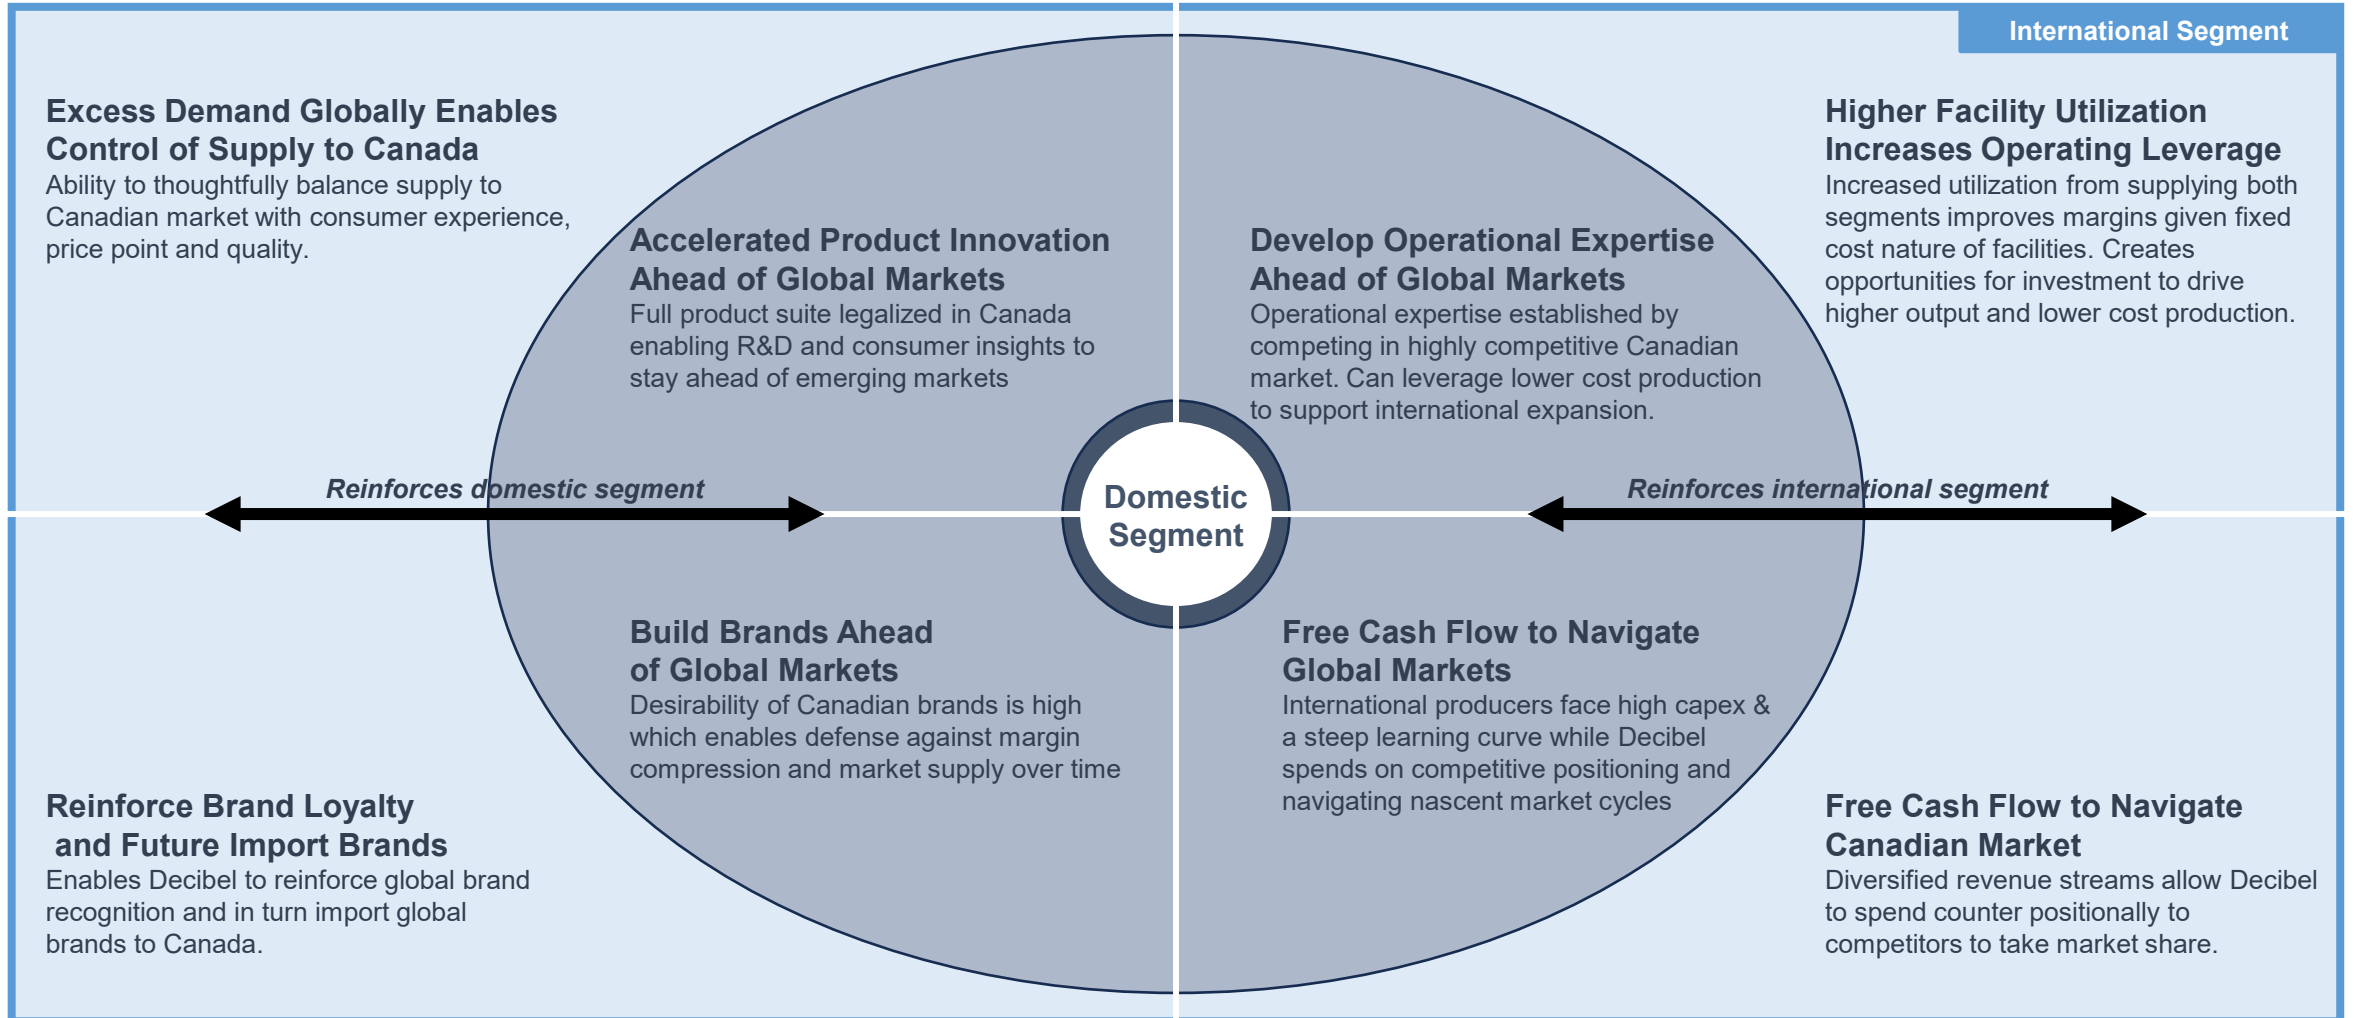 International Segment
Excess Demand Globally Enables
Control of Supply to Canada
Ability to thoughtfully balance supply to
Canadian market with consumer experience,
price point and quality.
Accelerated Product Innovation
Ahead of Global Markets
Full product suite legalized in Canada
enabling R&D and consumer insights to
stay ahead of emerging markets
Develop Operational Expertise
Ahead of Global Markets
Operational expertise established by
competing in highly competitive Canadian
market. Can leverage lower cost production
to support international expansion.
Higher Facility Utilization
Increases Operating Leverage
Increased utilization from supplying both
segments improves margins given fixed
cost nature of facilities. Creates
opportunities for investment to drive
higher output and lower cost production.
Reinforces domestic segment
Domestic
Segment
Reinforces international segment
Build Brands Ahead
of Global Markets
Desirability of Canadian brands is high
which enables defense against margin
compression and market supply over time
Free Cash Flow to Navigate
Global Markets
International producers face high capex &
a steep learning curve while Decibel
spends on competitive positioning and
navigating nascent market cycles
Reinforce Brand Loyalty
and Future Import Brands
Enables Decibel to reinforce global brand
recognition and in turn import global
brands to Canada.
Free Cash Flow to Navigate
Canadian Market
Diversified revenue streams allow Decibel
to spend counter positionally to
competitors to take market share.